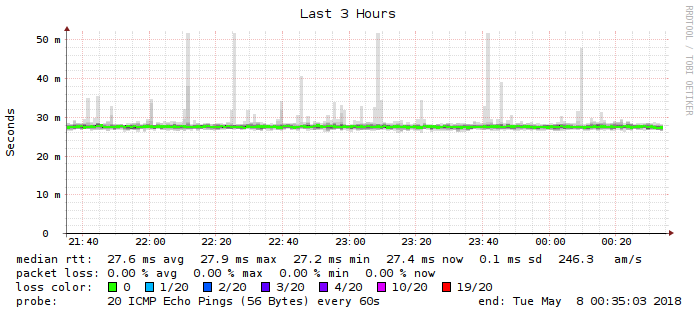 Last 3 Hours
RRDTOOL / TOBI OETIKER
Seconds
50 m
40 m
30 m
20 m
10 m
0
21:40 22:00 22:20 22:40 23:00 23:20 23:40 00:00 00:20
median rtt: 27.6 ms avg 27.9 ms max 27.2 ms min 27.4 ms now 0.1 ms sd 246.3 am/s
packet loss: 0.00 % avg 0.00 % max 0.00 % min 0.00 % now
loss color: 0 1/20 2/20 3/20 4/20 10/20 19/20
probe: 20 ICMP Echo Pings (56 Bytes) every 60s end: Tue May 8 00:35:03 2018